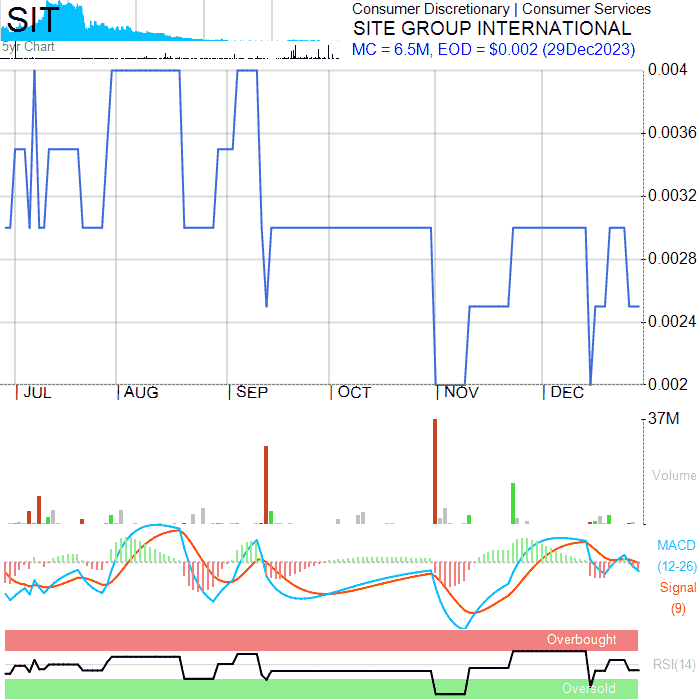 SIT
5yr Chart
Consumer Discretionary | Consumer Services
SITE GROUP INTERNATIONAL
MC = 6.5M, EOD = $0.002 (29Dec2023)
0.004
0.0036
0.0032
0.0028
0.0024
0.002
JUL AUG SEP OCT NOV DEC
37M
Volume
MACD
(12-26)
Signal
(9)
Overbought
RSI(14)
Oversold